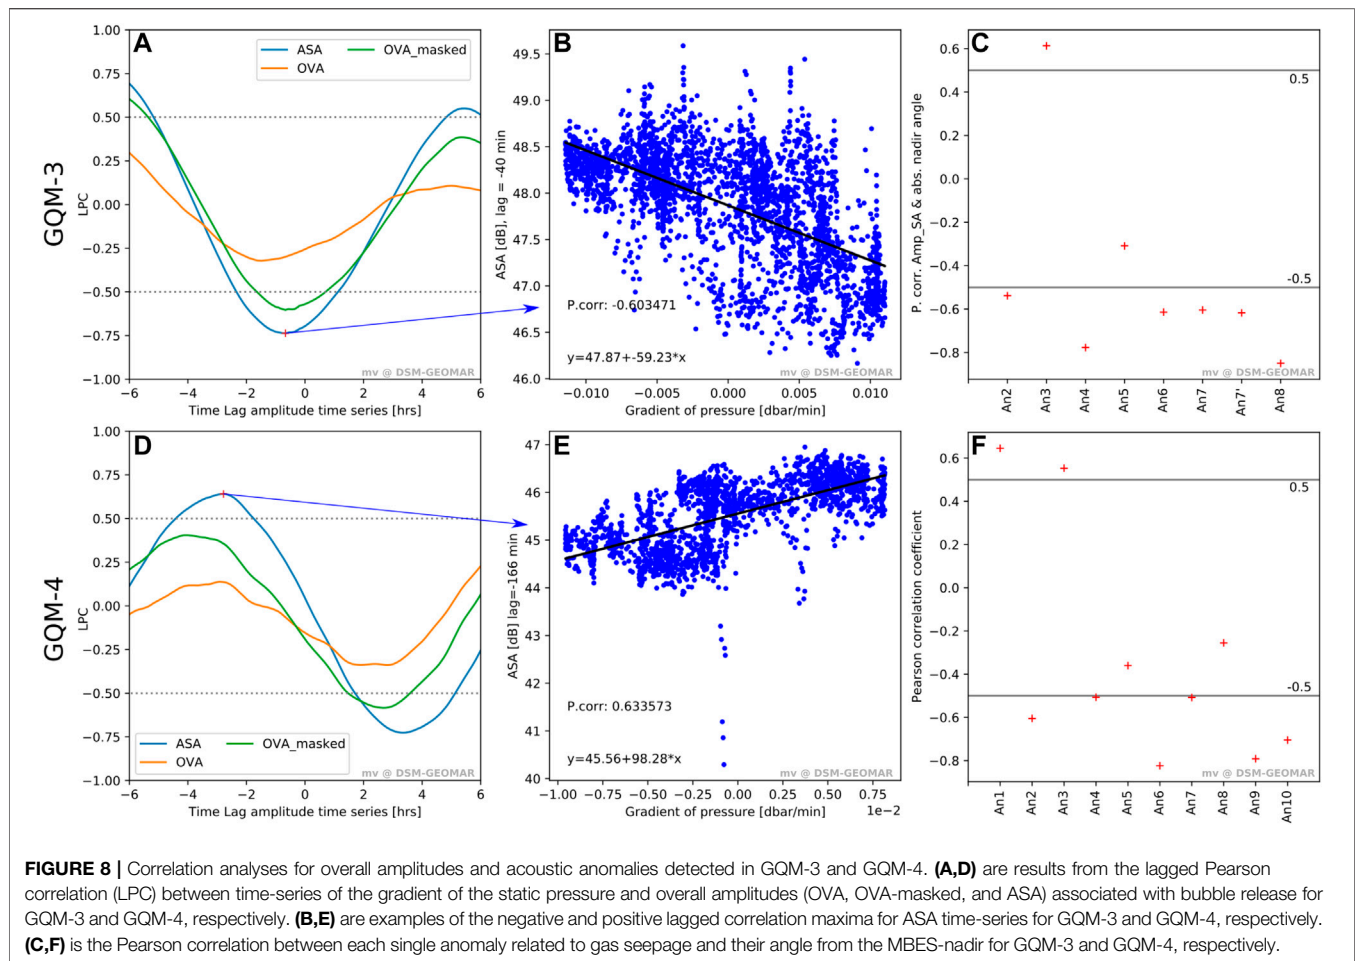 GQM-3
A
1.00
0.75
0.50
0.25
0.00
−0.25
−0.50
−0.75
−1.00
LPC
ASA
OVA
OVA_masked
mv @ DSM-GEOMAR
−6 −4 −2 0 2 4 6
Time Lag amplitude time series [hrs]
B
49.5
49.0
48.5
48.0
47.5
47.0
46.5
46.0
ASA [dB], lag = -40 min
P.corr: -0.603471
y=47.87+-59.23*x
mv @ DSM-GEOMAR
−0.010 −0.005 0.000 0.005 0.010
Gradient of pressure [dbar/min]
C
0.6
0.4
0.2
0.0
−0.2
−0.4
−0.6
−0.8
P. corr. Amp_SA & abs. nadir angle
0.5
-0.5
mv @ DSM-GEOMAR
An2 An3 An4 An5 An6 An7 An7' An8
GQM-4
D
1.00
0.75
0.50
0.25
0.00
−0.25
−0.50
−0.75
−1.00
LPC
ASA
OVA
OVA_masked
mv @ DSM-GEOMAR
−6 −4 −2 0 2 4 6
Time Lag amplitude time series [hrs]
E
47
46
45
44
43
42
41
40
ASA [dB] lag=-166 min
P.corr: 0.633573
y=45.56+98.28*x
mv @ DSM-GEOMAR
−1.00 −0.75 −0.50 −0.25 0.00 0.25 0.50 0.75
1e−2
Gradient of pressure [dbar/min]
F
0.6
0.4
0.2
0.0
−0.2
−0.4
−0.6
−0.8
Pearson correlation coefficient
0.5
-0.5
mv @ DSM-GEOMAR
An1 An2 An3 An4 An5 An6 An7 An8 An9 An10
FIGURE 8 | Correlation analyses for overall amplitudes and acoustic anomalies detected in GQM-3 and GQM-4. (A,D) are results from the lagged Pearson
correlation (LPC) between time-series of the gradient of the static pressure and overall amplitudes (OVA, OVA-masked, and ASA) associated with bubble release for
GQM-3 and GQM-4, respectively. (B,E) are examples of the negative and positive lagged correlation maxima for ASA time-series for GQM-3 and GQM-4, respectively.
(C,F) is the Pearson correlation between each single anomaly related to gas seepage and their angle from the MBES-nadir for GQM-3 and GQM-4, respectively.